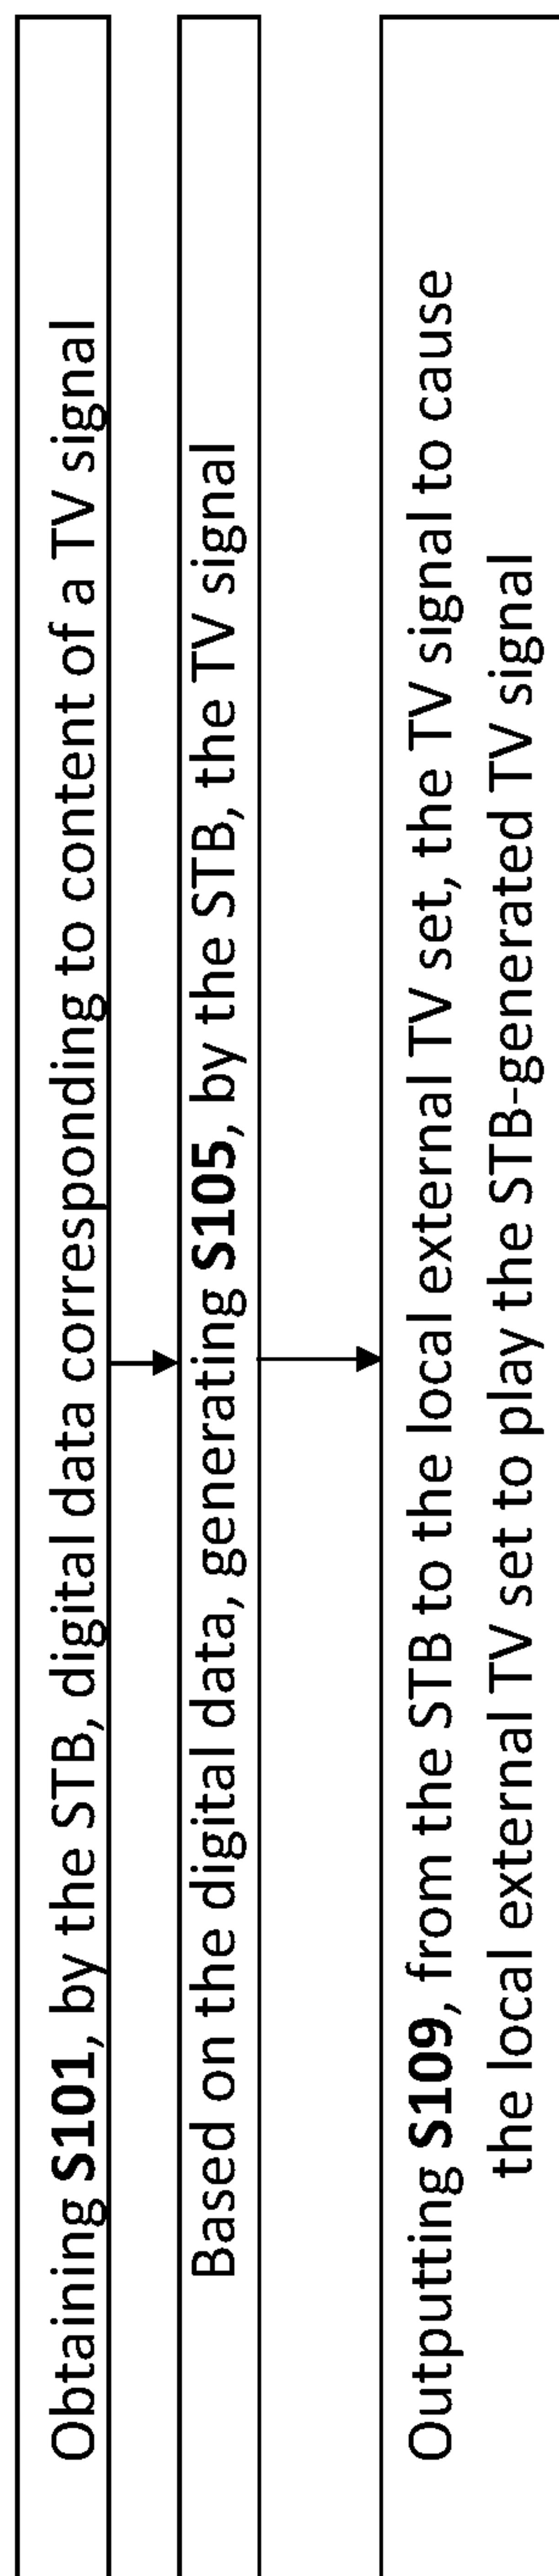 Obtaining S101, by the STB, digital data corresponding to content of a TV signal
Based on the digital data, generating S105, by the STB, the TV signal
Outputting S109, from the STB to the local external TV set, the TV signal to cause
the local external TV set to play the STB-generated TV signal